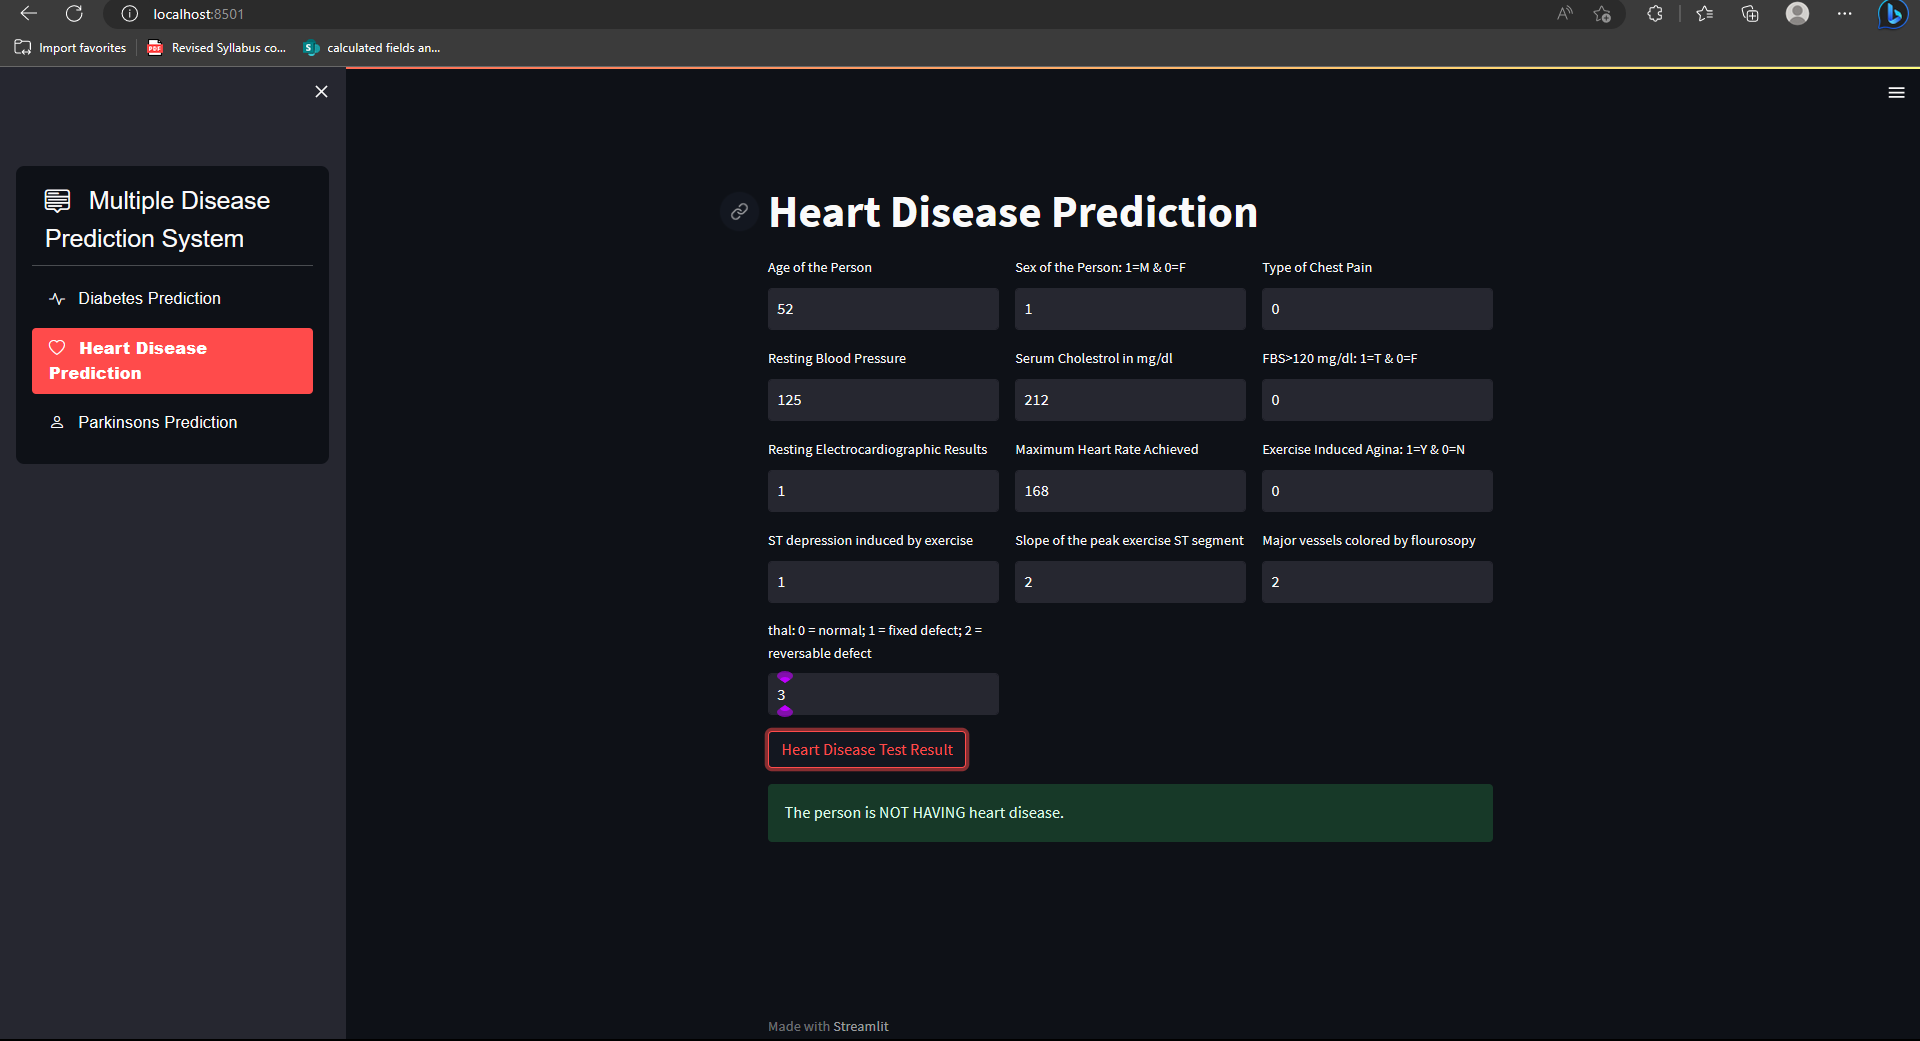 localhost:8501
Import favorites
Revised Syllabus co...
calculated fields an...
Multiple Disease
Prediction System
Diabetes Prediction
Heart Disease
Prediction
Parkinsons Prediction
Heart Disease Prediction
Age of the Person
Sex of the Person: 1=M & 0=F
Type of Chest Pain
52
1
0
Resting Blood Pressure
Serum Cholestrol in mg/dl
FBS>120 mg/dl: 1=T & 0=F
125
212
0
Resting Electrocardiographic Results
Maximum Heart Rate Achieved
Exercise Induced Agina: 1=Y & 0=N
1
168
0
ST depression induced by exercise
Slope of the peak exercise ST segment
Major vessels colored by flourosopy
1
2
2
thal: 0 = normal; 1 = fixed defect; 2 =
reversable defect
3
Heart Disease Test Result
The person is NOT HAVING heart disease.
Made with Streamlit